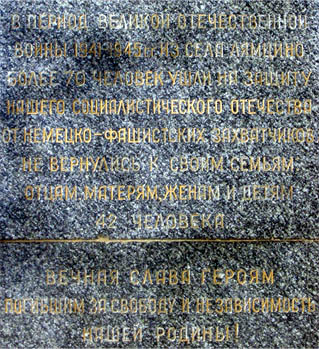 В ПЕРИОД ВЕЛИКОЙ ОТЕЧЕСТВЕННОЙ
ВОЙНЫ 1941-1945гг ИЗ СЕЛА ЛЯМЦИНО
БОЛЕЕ 70 ЧЕЛОВЕК УШЛИ НА ЗАЩИТУ
НАШЕГО СОЦИАЛИСТИЧЕСКОГО ОТЕЧЕСТВА
ОТ НЕМЕЦКО-ФАШИСТСКИХ ЗАХВАТЧИКОВ
НЕ ВЕРНУЛИСЬ К СВОИМ СЕМЬЯМ,
ОТЦАМ МАТЕРЯМ, ЖЕНАМ И ДЕТЯМ
42 ЧЕЛОВЕКА
ВЕЧНАЯ СЛАВА ГЕРОЯМ
ПОГИБШИМ ЗА СВОБОДУ И НЕЗАВИСИМОСТЬ
НАШЕЙ РОДИНЫ!